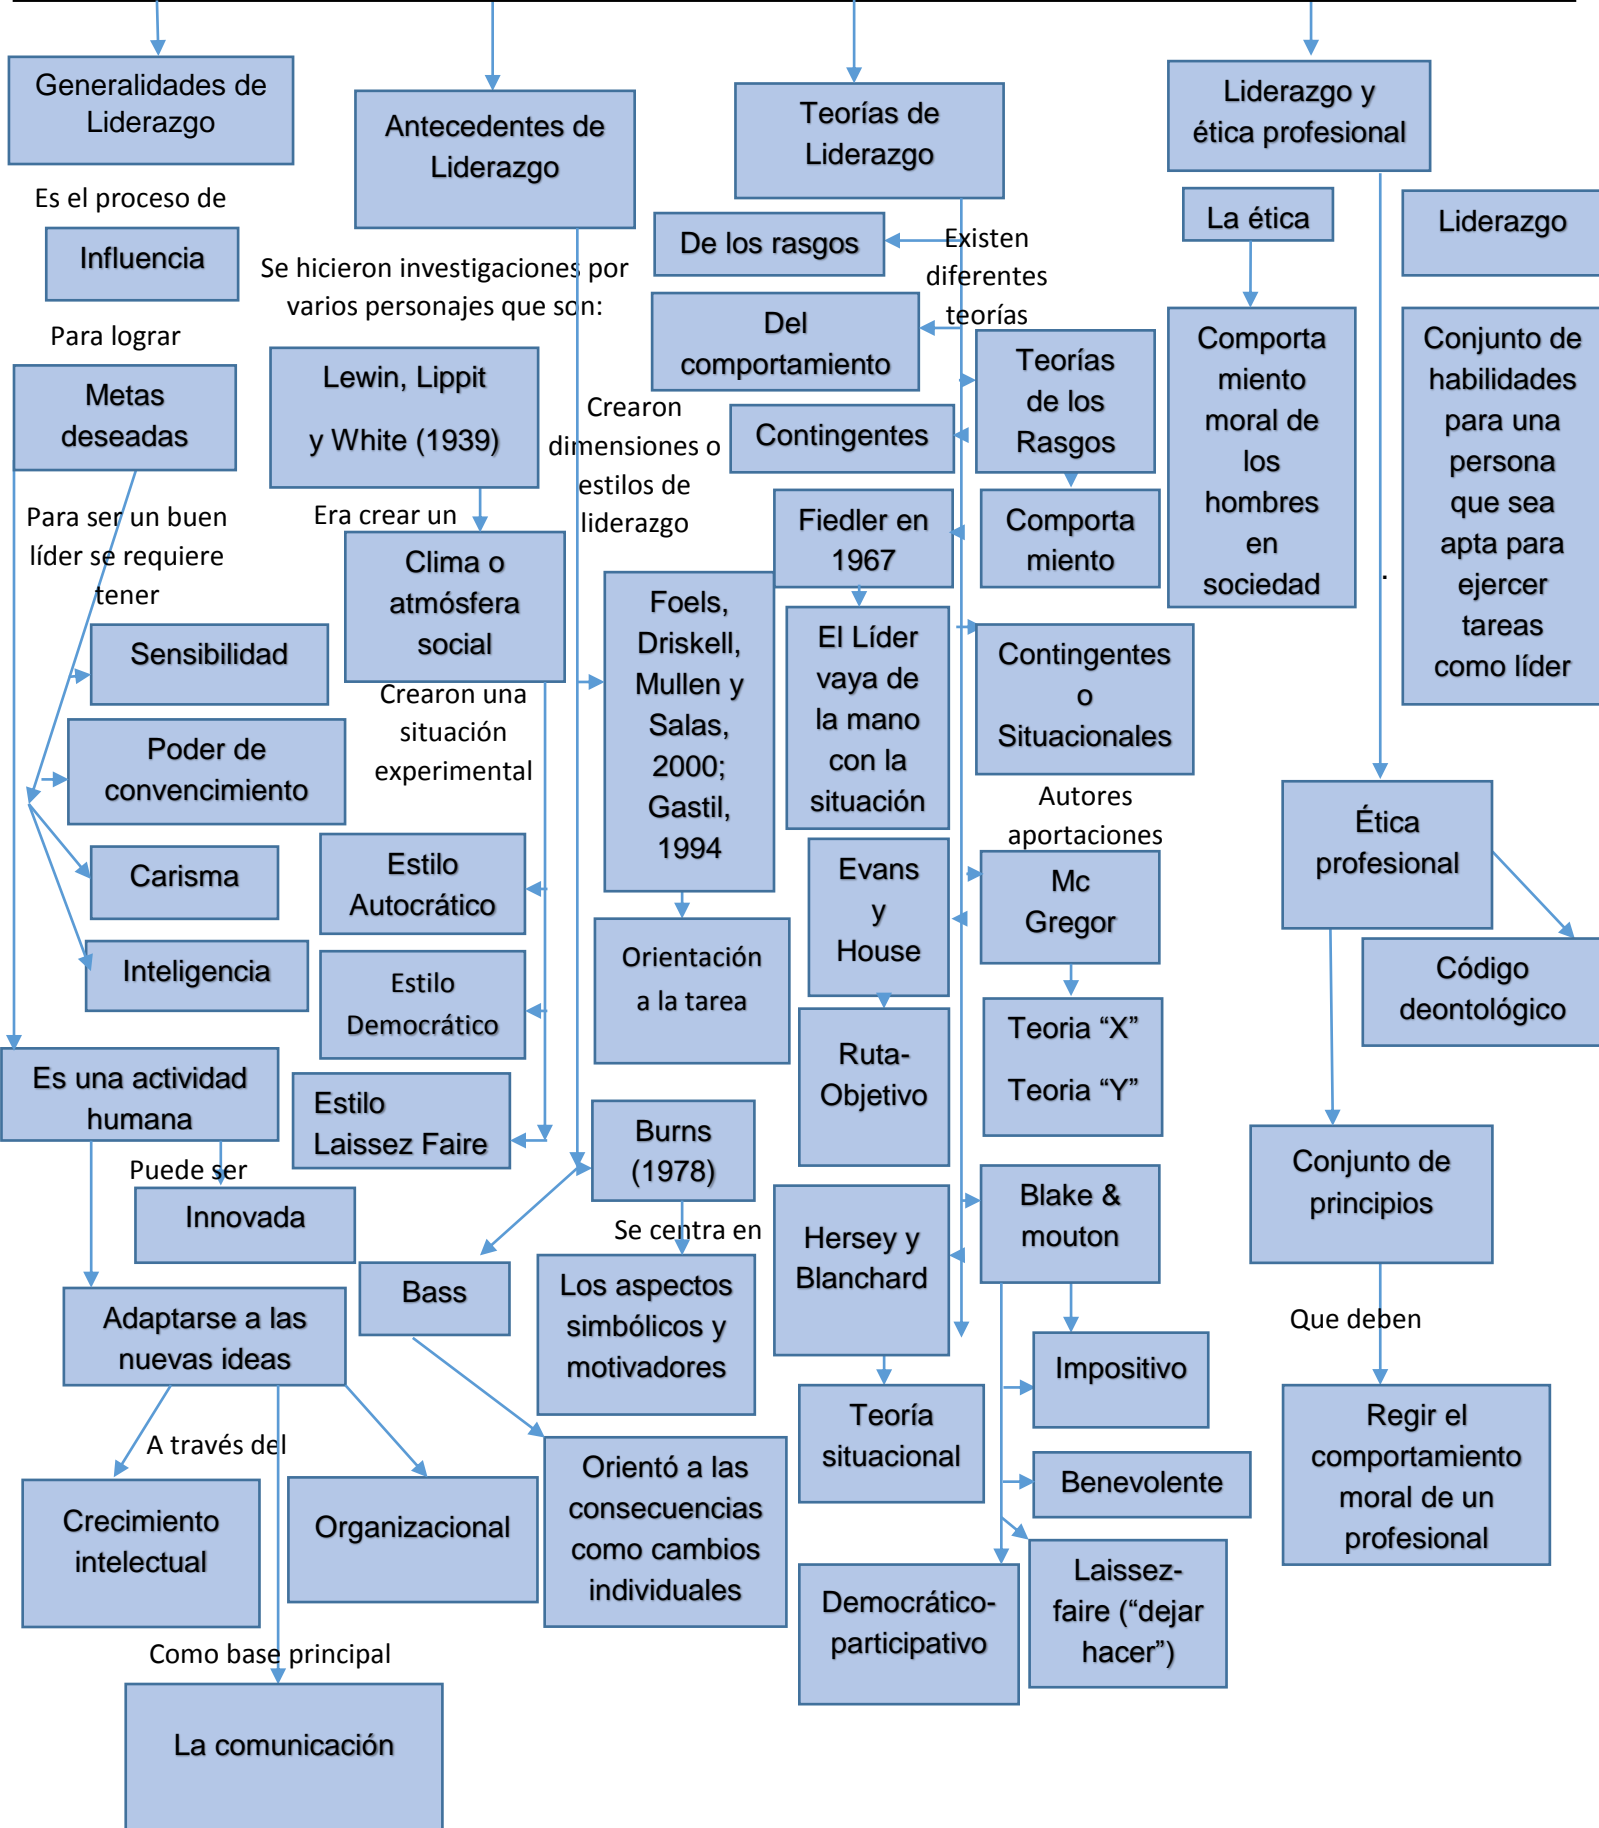 Generalidades de
Liderazgo
Es el proceso de
Influencia
Para lograr
Metas
deseadas
Para ser un buen
líder se requiere
tener
Sensibilidad
Poder de
convencimiento
Carisma
Inteligencia
Es una actividad
humana
Puede ser
Innovada
Adaptarse a las
nuevas ideas
A través del
Crecimiento
intelectual
Organizacional
Como base principal
La comunicación
Antecedentes de
Liderazgo
Se hicieron investigaciones por
varios personajes que son:
Lewin, Lippit
y White (1939)
Era crear un
Clima o
atmósfera
social
Crearon una
situación
experimental
Estilo
Autocrático
Estilo
Democrático
Estilo
Laissez Faire
Crearon
dimensiones o
estilos de
liderazgo
Foels,
Driskell,
Mullen y
Salas,
2000;
Gastil,
1994
Orientación
a la tarea
Burns
(1978)
Se centra en
Los aspectos
simbólicos y
motivadores
Bass
Orientó a las
consecuencias
como cambios
individuales
Teorías de
Liderazgo
Existen
diferentes
teorías
De los rasgos
Del
comportamiento
Contingentes
Fiedler en
1967
El Líder
vaya de
la mano
con la
situación
Evans
y
House
Ruta-
Objetivo
Hersey y
Blanchard
Teoría
situacional
Teorías
de los
Rasgos
Comporta
miento
Contingentes
o
Situacionales
Autores
aportaciones
Mc
Gregor
Teoria “X”
Teoria “Y”
Blake &
mouton
Impositivo
Benevolente
Laissez-
faire (“dejar
hacer”)
Democrático-
participativo
Liderazgo y
ética profesional
La ética
Comporta
miento
moral de
los
hombres
en
sociedad
.
Liderazgo
Conjunto de
habilidades
para una
persona
que sea
apta para
ejercer
tareas
como líder
Ética
profesional
Código
deontológico
Conjunto de
principios
Que deben
Regir el
comportamiento
moral de un
profesional